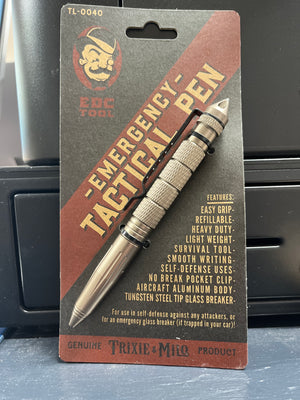 TL-0040
EDC
TOOL
-EMERGENCY-
TACTICAL PEN
FEATURES:
EASY GRIP-
REFILLABLE-
HEAVY DUTY-
LIGHT WEIGHT-
SURVIVAL TOOL-
SMOOTH WRITING-
SELF-DEFENSE USES-
NO BREAK POCKET CLIP-
AIRCRAFT ALUMINUM BODY-
TUNGSTEN STEEL TIP GLASS BREAKER-
For use in self-defense against any attackers, or
for an emergency glass breaker (if trapped in your car)!
GENUINE TRIXIE & MILO PRODUCT